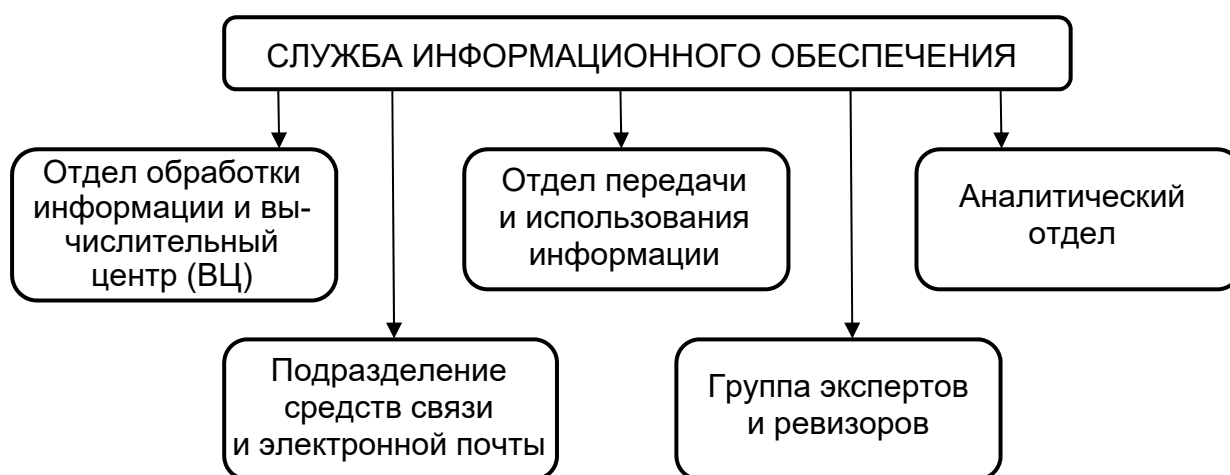 СЛУЖБА ИНФОРМАЦИОННОГО ОБЕСПЕЧЕНИЯ
Отдел обработки
информации и вы-
числительный
центр (ВЦ)
Отдел передачи
и использования
информации
Аналитический
отдел
Подразделение
средств связи
и электронной почты
Группа экспертов
и ревизоров